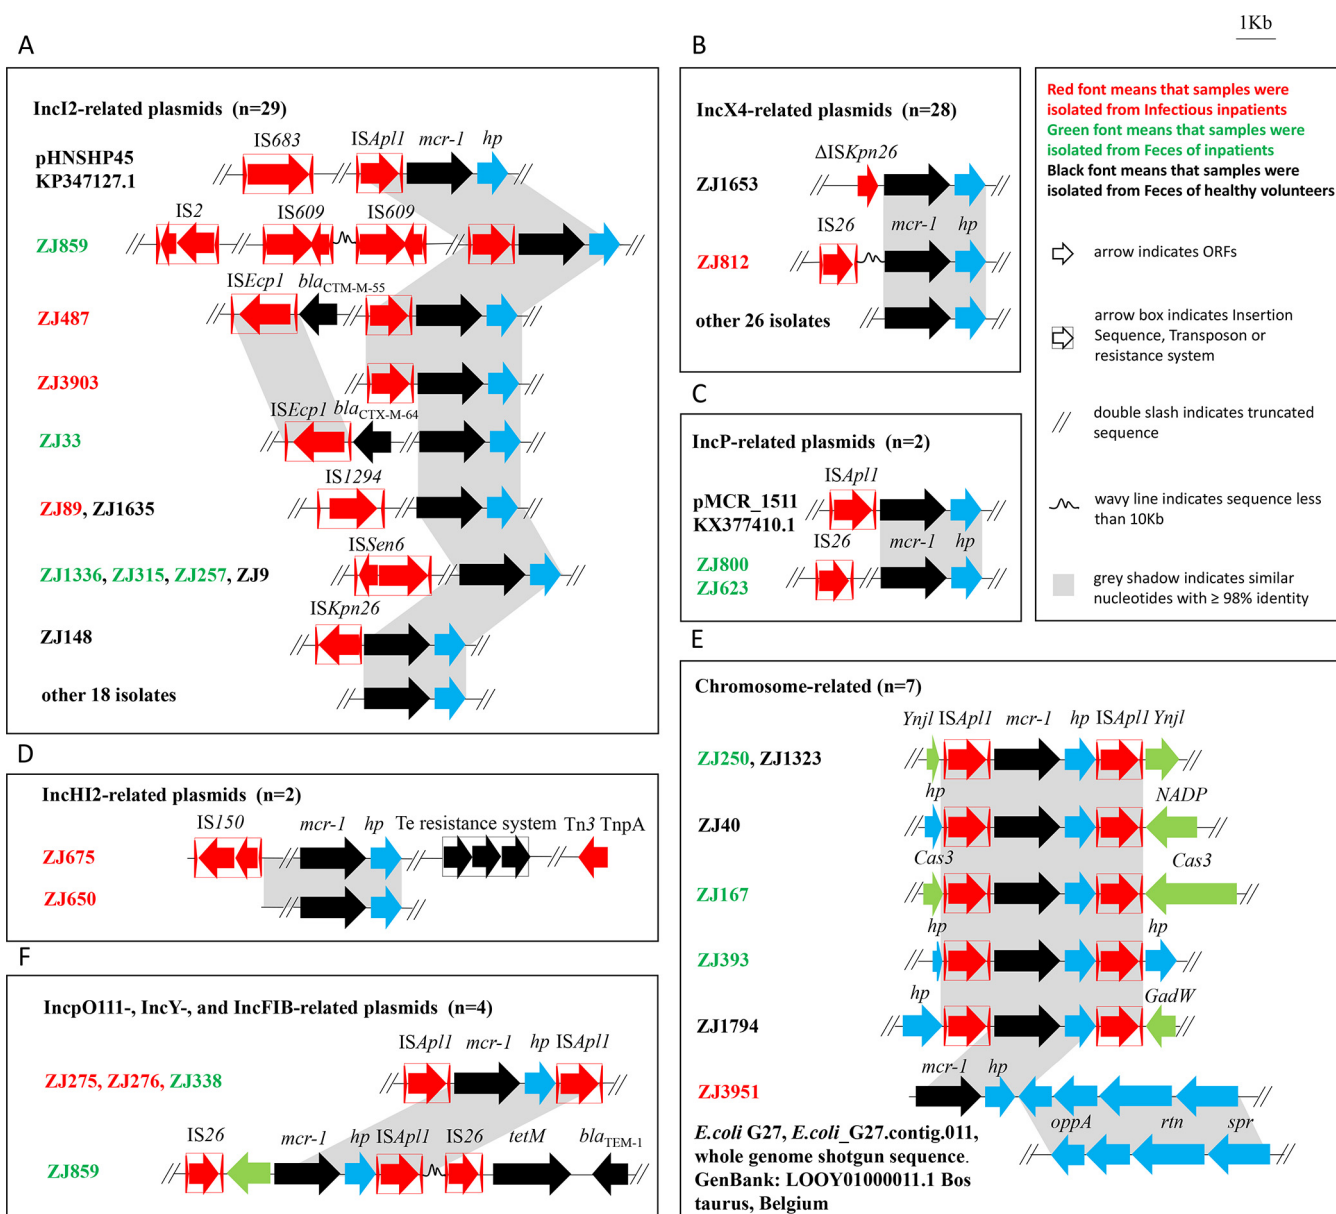 1Kb
A
IncI2-related plasmids (n=29)
IS683 ISApl1 mcr-1 hp
pHNSHP45
KP347127.1
IS2 IS609 IS609
ZJ859
ISEcp1 blaCTM-M-55
ZJ487
ZJ3903
ISEcp1 blaCTX-M-64
ZJ33
IS1294
ZJ89, ZJ1635
ISSen6
ZJ1336, ZJ315, ZJ257, ZJ9
ISKpn26
ZJ148
other 18 isolates
B
IncX4-related plasmids (n=28)
ΔISKpn26
ZJ1653
IS26 mcr-1 hp
ZJ812
other 26 isolates
Red font means that samples were
isolated from Infectious inpatients
Green font means that samples were
isolated from Feces of inpatients
Black font means that samples were
isolated from Feces of healthy volunteers
arrow indicates ORFs
arrow box indicates Insertion
Sequence, Transposon or
resistance system
double slash indicates truncated
sequence
wavy line indicates sequence less
than 10Kb
grey shadow indicates similar
nucleotides with ≥ 98% identity
C
IncP-related plasmids (n=2)
ISApl1
pMCR_1511
KX377410.1
IS26 mcr-1 hp
ZJ800
ZJ623
D
IncHI2-related plasmids (n=2)
IS150 mcr-1 hp Te resistance system Tn3 TnpA
ZJ675
ZJ650
E
Chromosome-related (n=7)
Ynjl ISApl1 mcr-1 hp ISApl1 Ynjl
ZJ250, ZJ1323
hp NADP
ZJ40
Cas3 Cas3
ZJ167
hp hp
ZJ393
hp GadW
ZJ1794
mcr-1 hp
ZJ3951
oppA rtn spr
E.coli G27, E.coli_G27.contig.011,
whole genome shotgun sequence.
GenBank: LOOY01000011.1 Bos
taurus, Belgium
F
IncpO111-, IncY-, and IncFIB-related plasmids (n=4)
ISApl1 mcr-1 hp ISApl1
ZJ275, ZJ276, ZJ338
IS26 mcr-1 hp ISApl1 IS26 tetM blaTEM-1
ZJ859